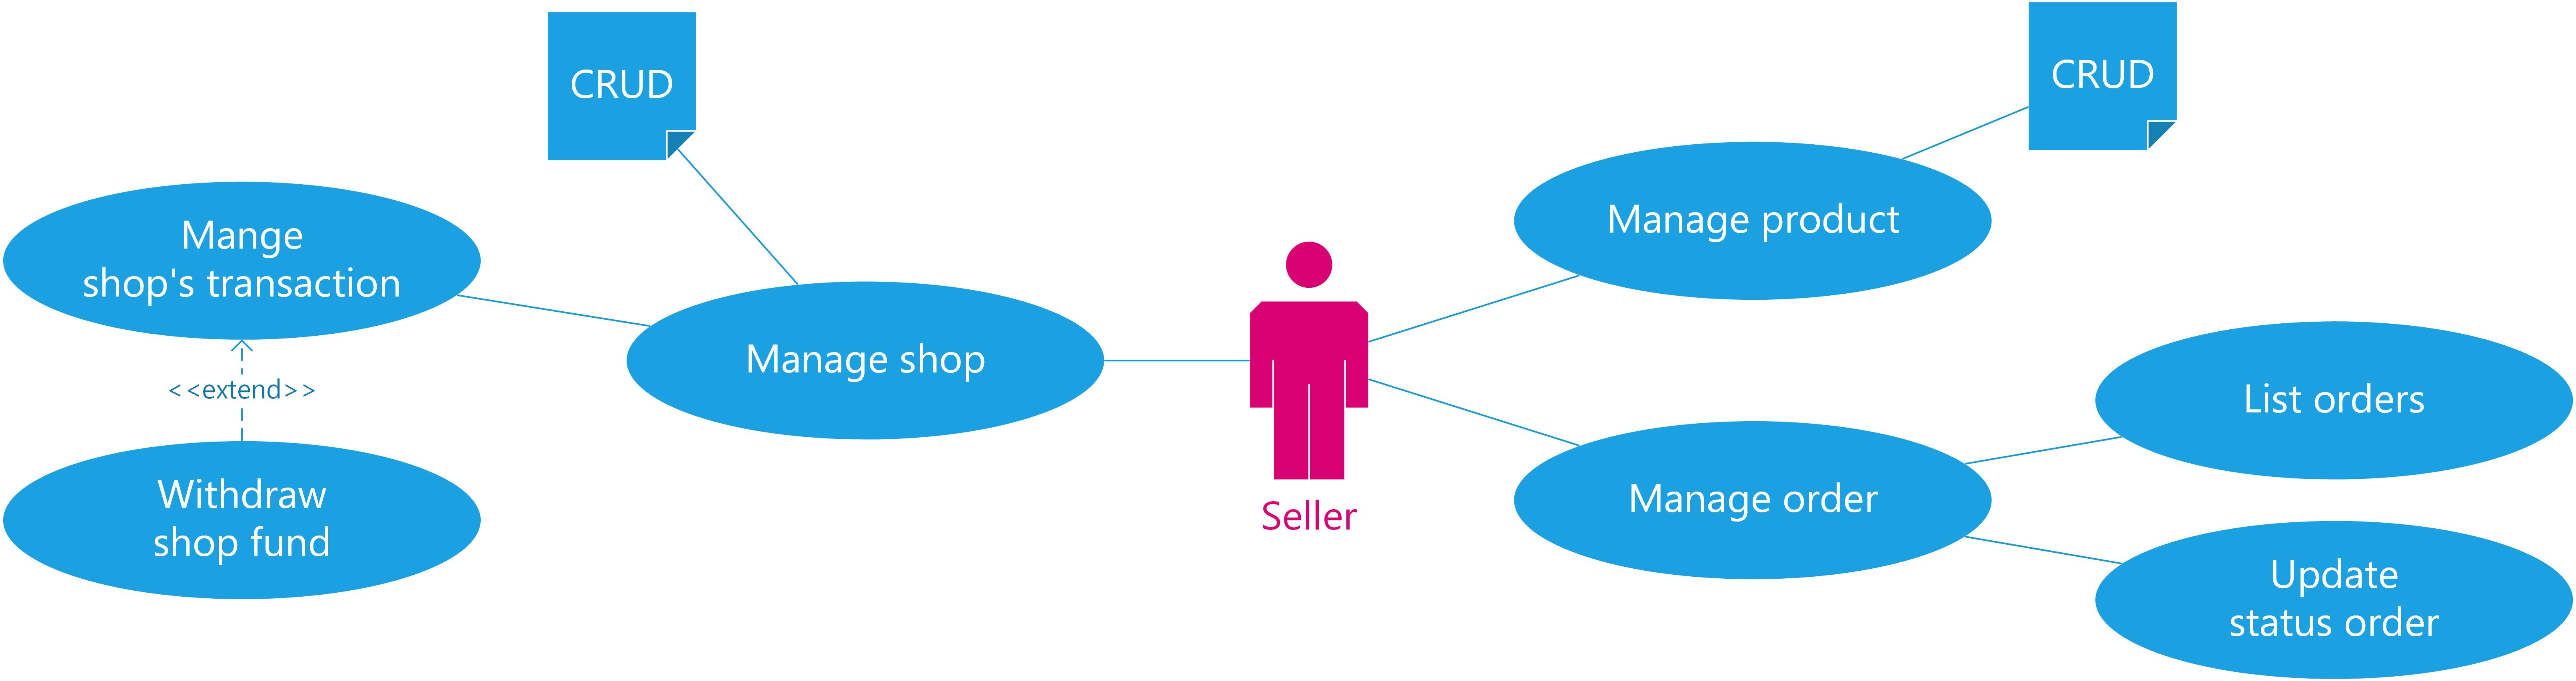 CRUD
CRUD
Mange
shop's transaction
Manage product
Manage shop
<<extend>>
List orders
Withdraw
shop fund
Seller
Manage order
Update
status order